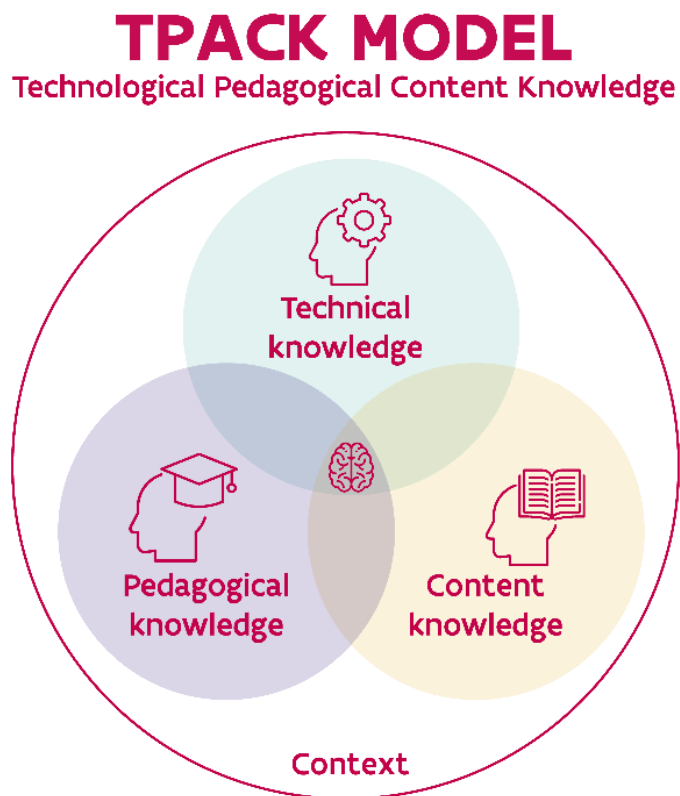 TPACK MODEL
Technological Pedagogical Content Knowledge
Technical
knowledge
Pedagogical
knowledge
Content
knowledge
Context